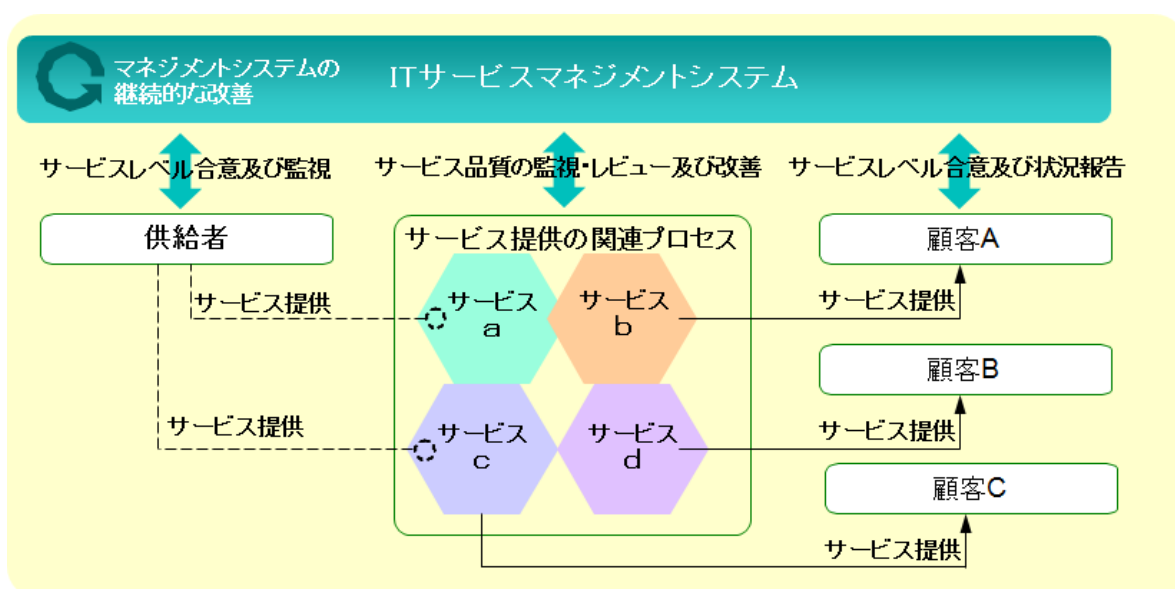 マネジメントシステムの
継続的な改善
ITサービスマネジメントシステム
サービスレベル合意及び監視
サービス品質の監視・レビュー及び改善
サービスレベル合意及び状況報告
供給者
サービス提供の関連プロセス
顧客A
サービス提供
サービス
a
サービス
b
サービス提供
顧客B
サービス提供
サービス
c
サービス
d
サービス提供
顧客C
サービス提供